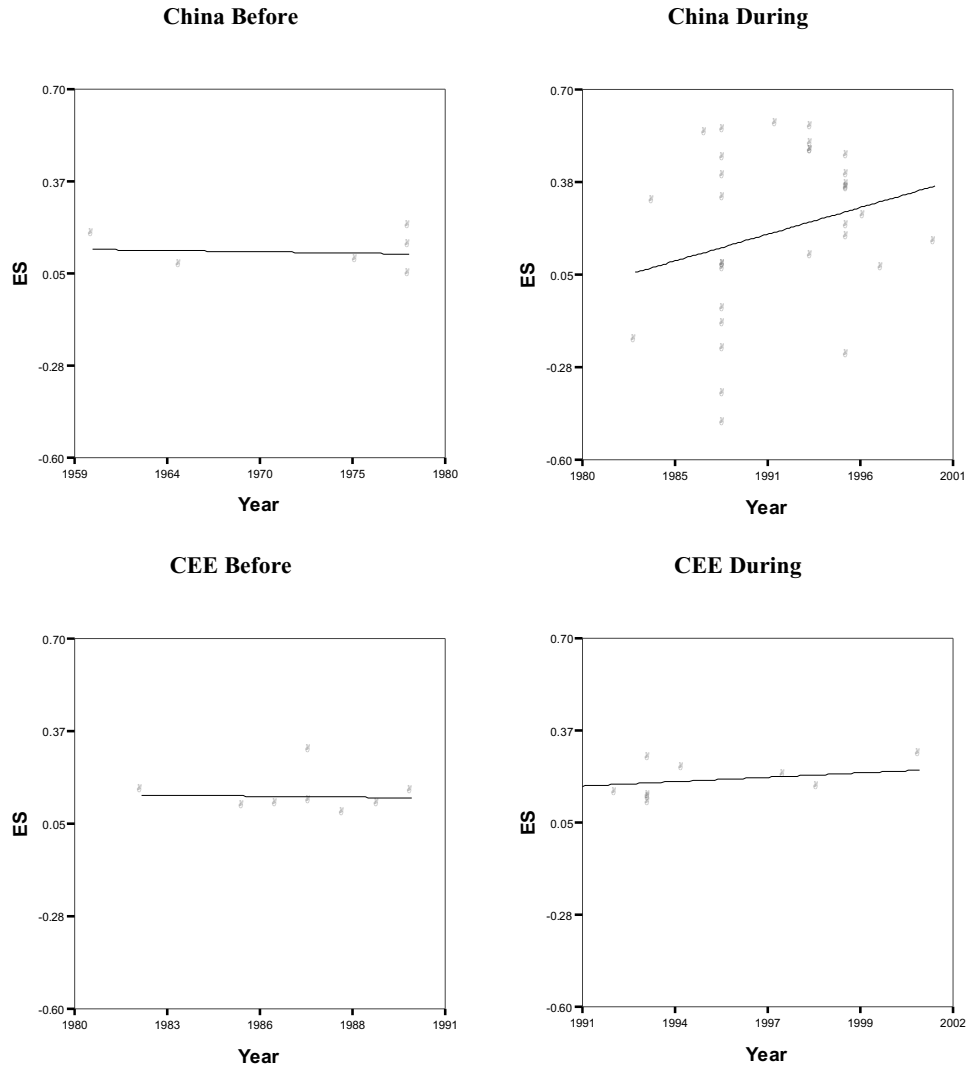 China Before
China During
0.70
0.37
0.05
-0.28
-0.60
ES
1959 1964 1970 1975 1980
Year
0.70
0.38
0.05
-0.28
-0.60
ES
1980 1985 1991 1996 2001
Year
CEE Before
CEE During
0.70
0.37
0.05
-0.28
-0.60
ES
1980 1983 1986 1988 1991
Year
0.70
0.37
0.05
-0.28
-0.60
ES
1991 1994 1997 1999 2002
Year